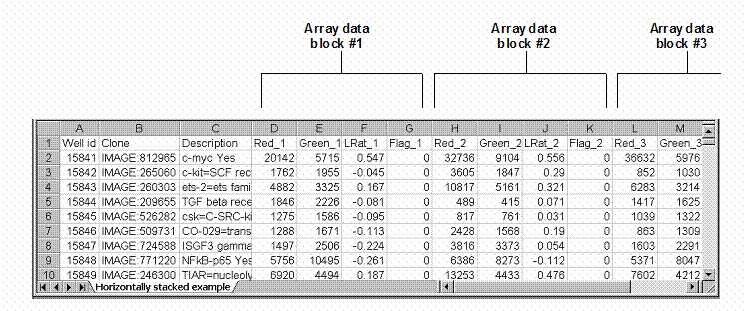 Array data block #1 Array data block #2 Array data block #3
A B C D E F G H I J K L M
1 Well id Clone Description Red_1 Green_1 LRat_1 Flag_1 Red_2 Green_2 LRat_2 Flag_2 Red_3 Green_3
2 15841 IMAGE:812965 c-myc Yes 20142 5715 0.547 0 32736 9104 0.556 0 36632 5976
3 15842 IMAGE:265060 c-kit=SCF rec 1762 1955 -0.045 0 3605 1847 0.29 0 852 1030
4 15843 IMAGE:260303 ets-2=ets fami 4882 3325 0.167 0 10817 5161 0.321 0 6283 3214
5 15844 IMAGE:209655 TGF beta rece 1846 2226 -0.081 0 489 415 0.071 0 1417 1625
6 15845 IMAGE:526282 csk=C-SRC-ki 1275 1586 -0.095 0 817 761 0.031 0 1039 1322
7 15846 IMAGE:509731 CO-029=trans 1288 1671 -0.113 0 2428 1568 0.19 0 863 1309
8 15847 IMAGE:724588 ISGF3 gamma 1497 2506 -0.224 0 3816 3373 0.054 0 1603 2291
9 15848 IMAGE:771220 NFkB-p65 Yes 5756 10495 -0.261 0 6386 8273 -0.112 0 5371 8047
10 15849 IMAGE:246300 TIAR=nucleoly 6920 4494 0.187 0 13253 4433 0.476 0 7602 4212
Horizontally stacked example